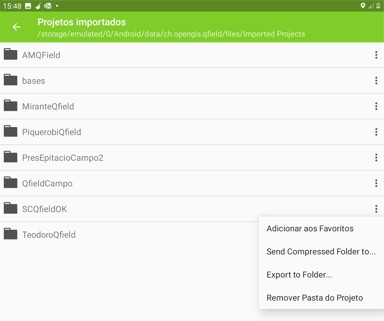 15:48
Projetos importados
/storage/emulated/0/Android/data/ch.opengis.qfield/files/Imported Projects
AMQField
bases
MiranteQfield
PiquerobiQfield
PresEpitacioCampo2
QfieldCampo
SCQfieldOK
TeodoroQfield
Adicionar aos Favoritos
Send Compressed Folder to...
Export to Folder...
Remover Pasta do Projeto